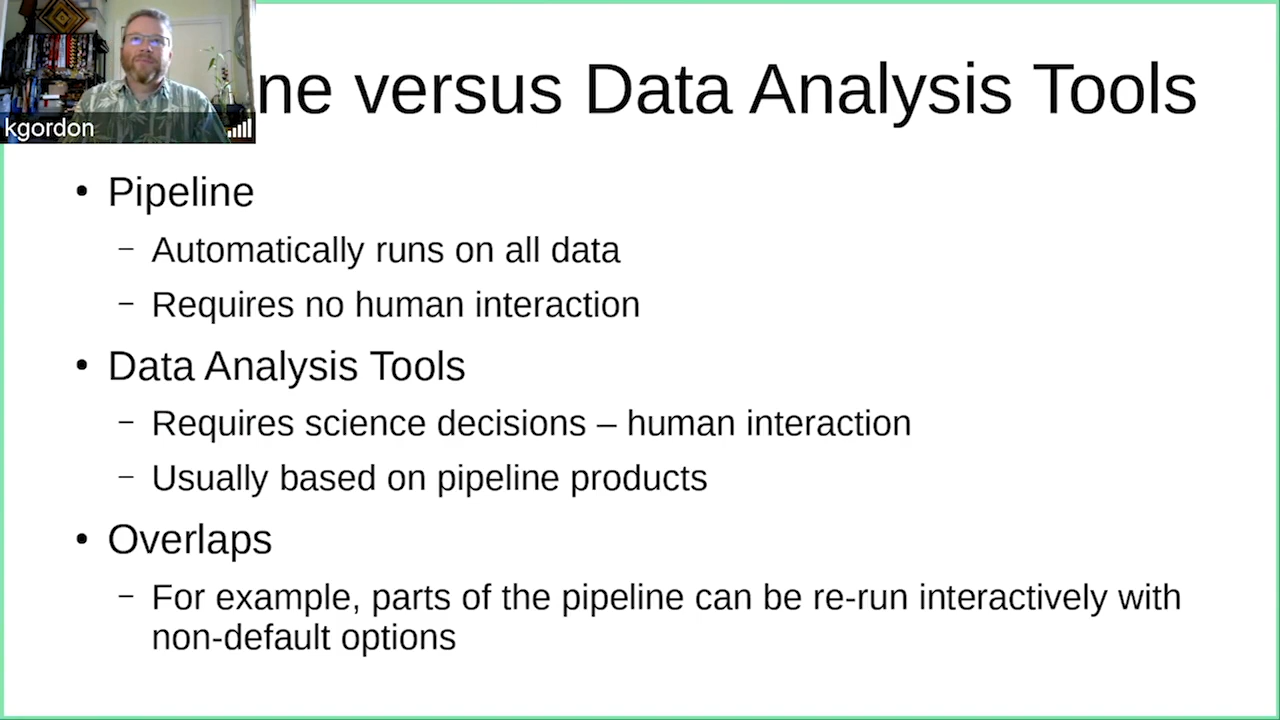 ne versus Data Analysis Tools
kgordon
• Pipeline
– Automatically runs on all data
– Requires no human interaction
• Data Analysis Tools
– Requires science decisions – human interaction
– Usually based on pipeline products
• Overlaps
– For example, parts of the pipeline can be re-run interactively with
non-default options